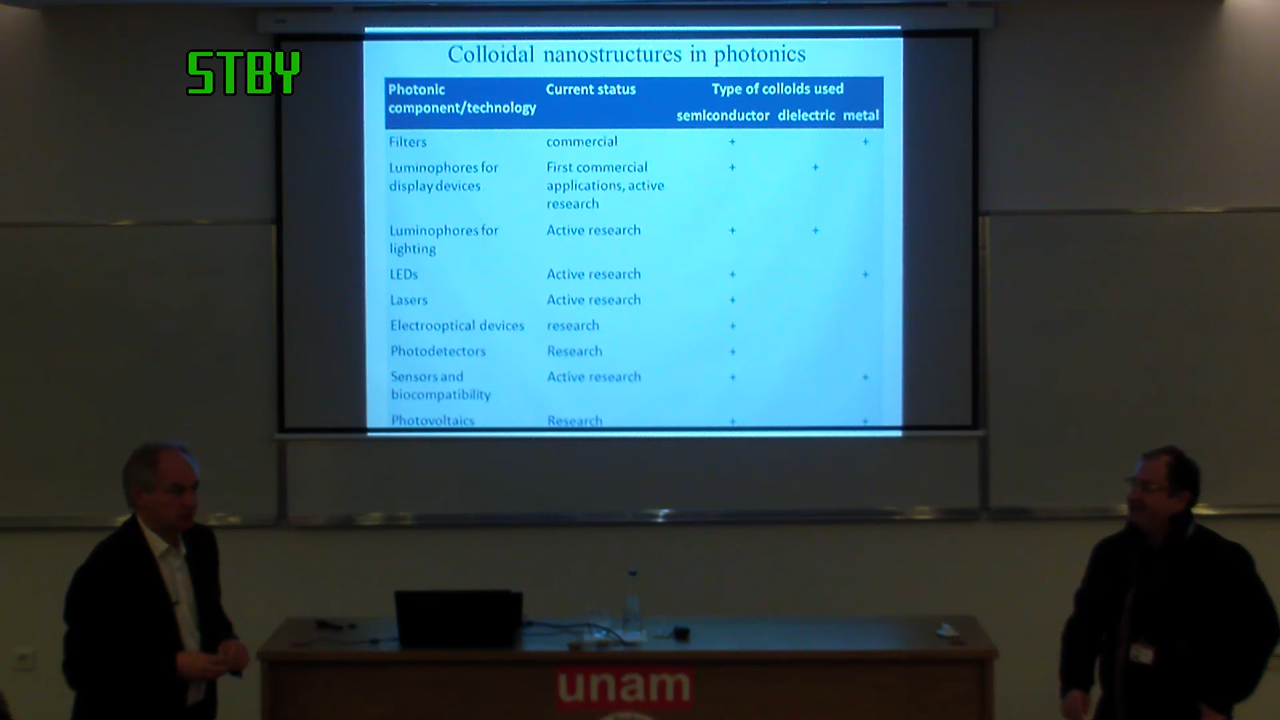 STBY
Colloidal nanostructures in photonics
Photonic component/technology Current status Type of colloids used
semiconductor dielectric metal
Filters commercial + +
Luminophores for display devices First commercial applications, active research + +
Luminophores for lighting Active research + +
LEDs Active research + +
Lasers Active research +
Electrooptical devices research +
Photodetectors Research +
Sensors and biocompatibility Active research + +
Photovoltaics Research + +
unam